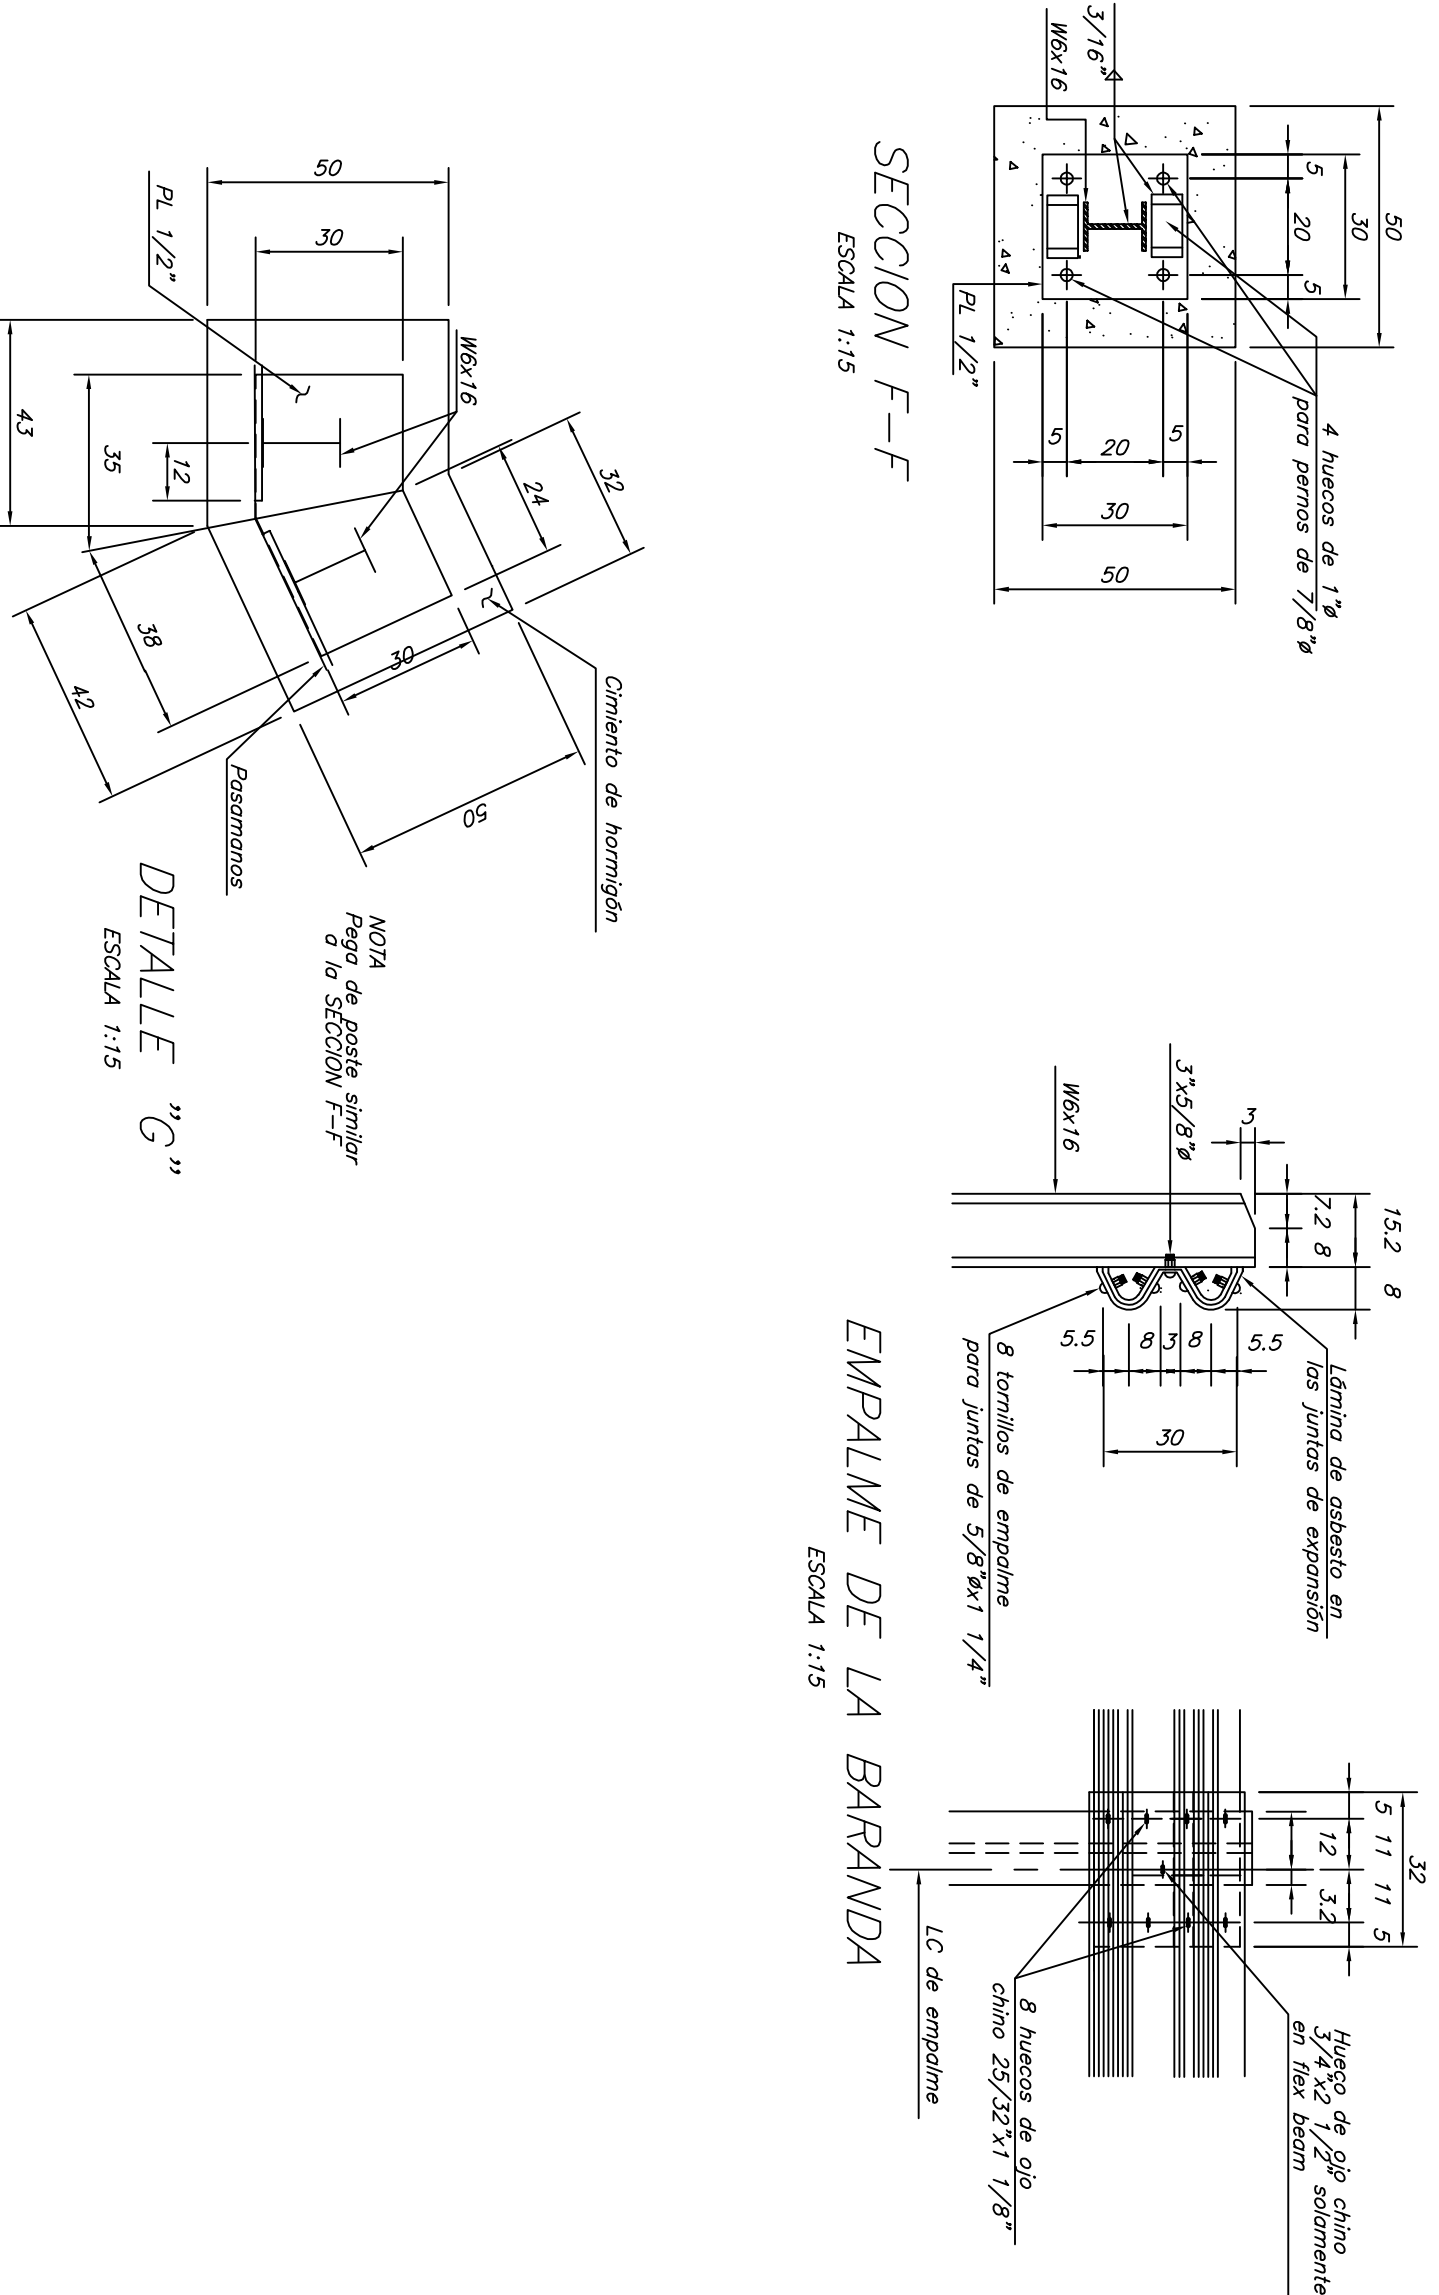 50
30
5
20
5
3/16"
W6x16
4 huecos de 1"ø
para pernos de 7/8"ø
5
20
5
30
50
PL 1/2"
SECCION F-F
ESCALA 1:15
15.2
8
7.2
8
3
3"x5/8"ø
W6x16
Lámina de asbesto en
las juntas de expansión
5.5
8
3
8
5.5
30
8 tornillos de empalme
para juntas de 5/8"øx1 1/4"
32
5
11
11
5
12
3.2
Hueco de ojo chino
3/4"x2 1/2" solamente
en flex beam
8 huecos de ojo
chino 25/32"x1 1/8"
LC de empalme
EMPALME DE LA BARANDA
ESCALA 1:15
50
30
PL 1/2"
W6x16
43
35
12
32
24
38
42
30
50
Cimiento de hormigón
Pasamanos
NOTA
Pega de poste similar
a la SECCION F-F
DETALLE "G"
ESCALA 1:15